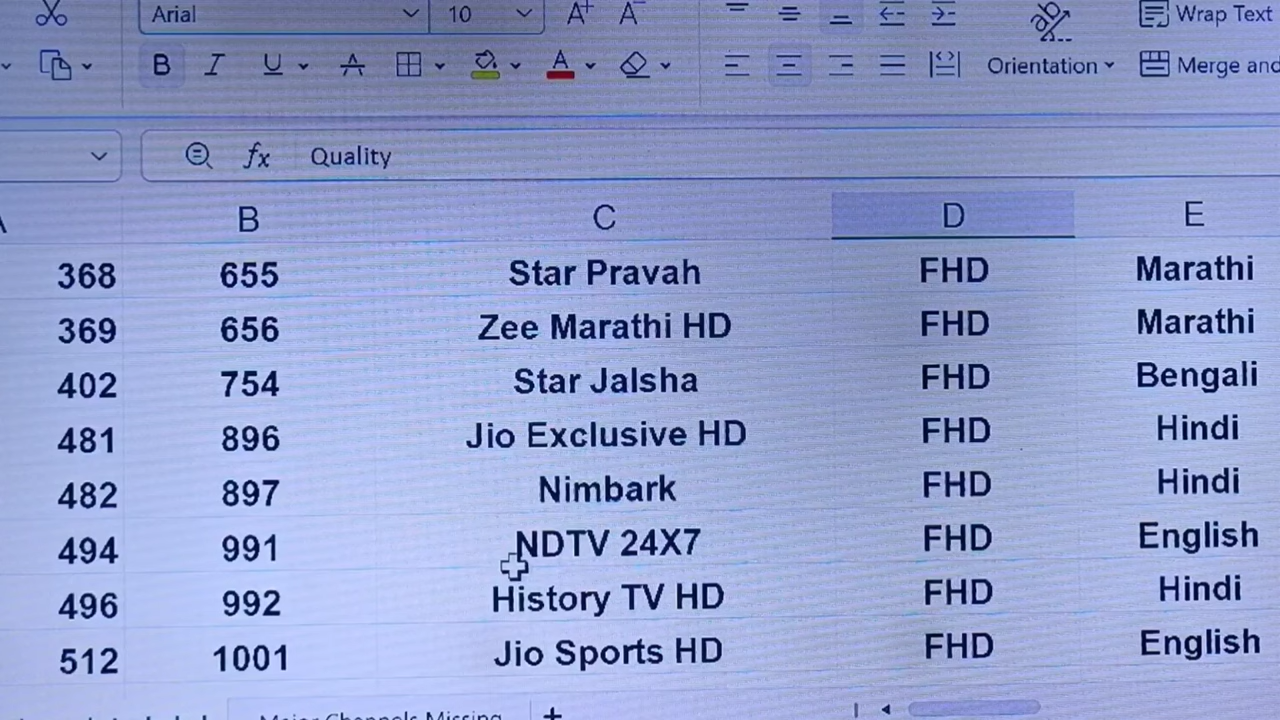 Arial 10 A+ A- Wrap Text
B I U A A Orientation Merge and
fx Quality
B C D E
368 655 Star Pravah FHD Marathi
369 656 Zee Marathi HD FHD Marathi
402 754 Star Jalsha FHD Bengali
481 896 Jio Exclusive HD FHD Hindi
482 897 Nimbark FHD Hindi
494 991 NDTV 24X7 FHD English
496 992 History TV HD FHD Hindi
512 1001 Jio Sports HD FHD English
Major Channels Missing +